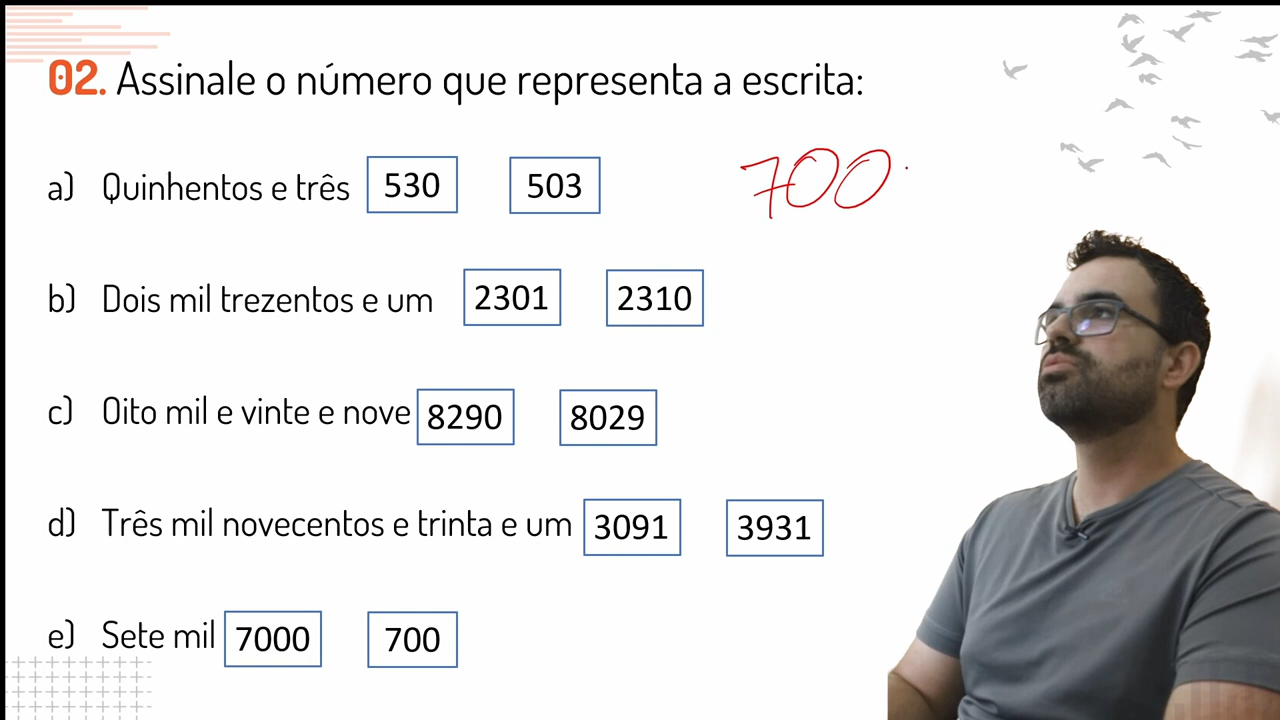 02. Assinale o número que representa a escrita:
a) Quinhentos e três 530 503
700
b) Dois mil trezentos e um 2301 2310
c) Oito mil e vinte e nove 8290 8029
d) Três mil novecentos e trinta e um 3091 3931
e) Sete mil 7000 700